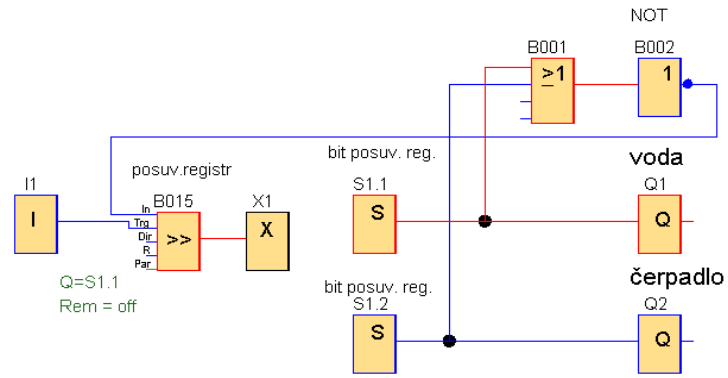 NOT
B001
B002
≥1
1
bit posuv. reg.
voda
posuv.registr
I1
B015
X1
S1.1
Q1
I
In
Trg
Dir
R
Par
>>
X
S
Q
Q=S1.1
Rem = off
bit posuv. reg.
čerpadlo
S1.2
Q2
S
Q